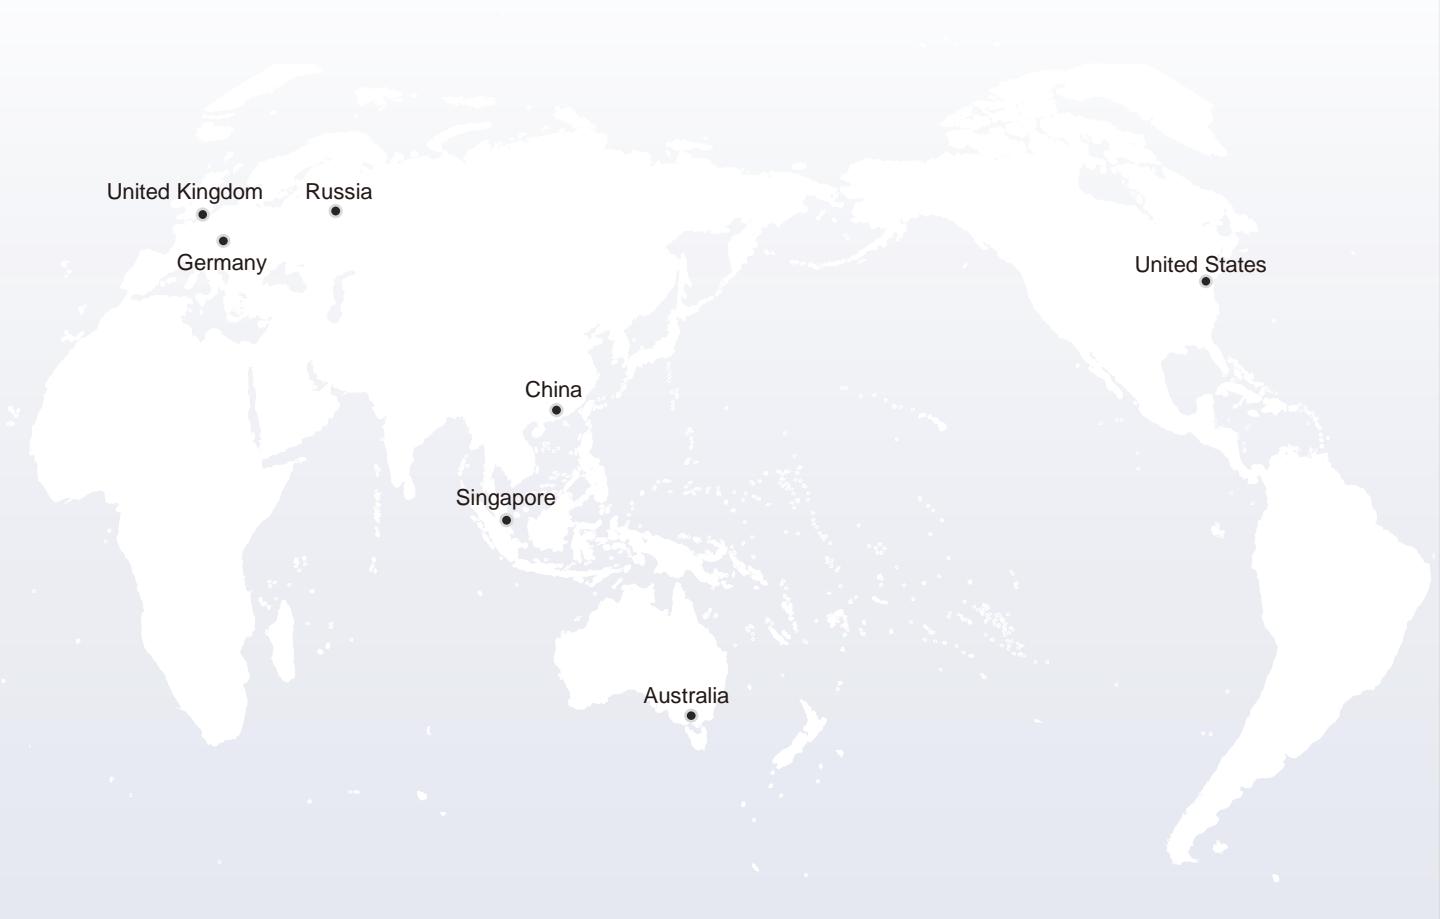 United Kingdom
Russia
Germany
United States
China
Singapore
Australia